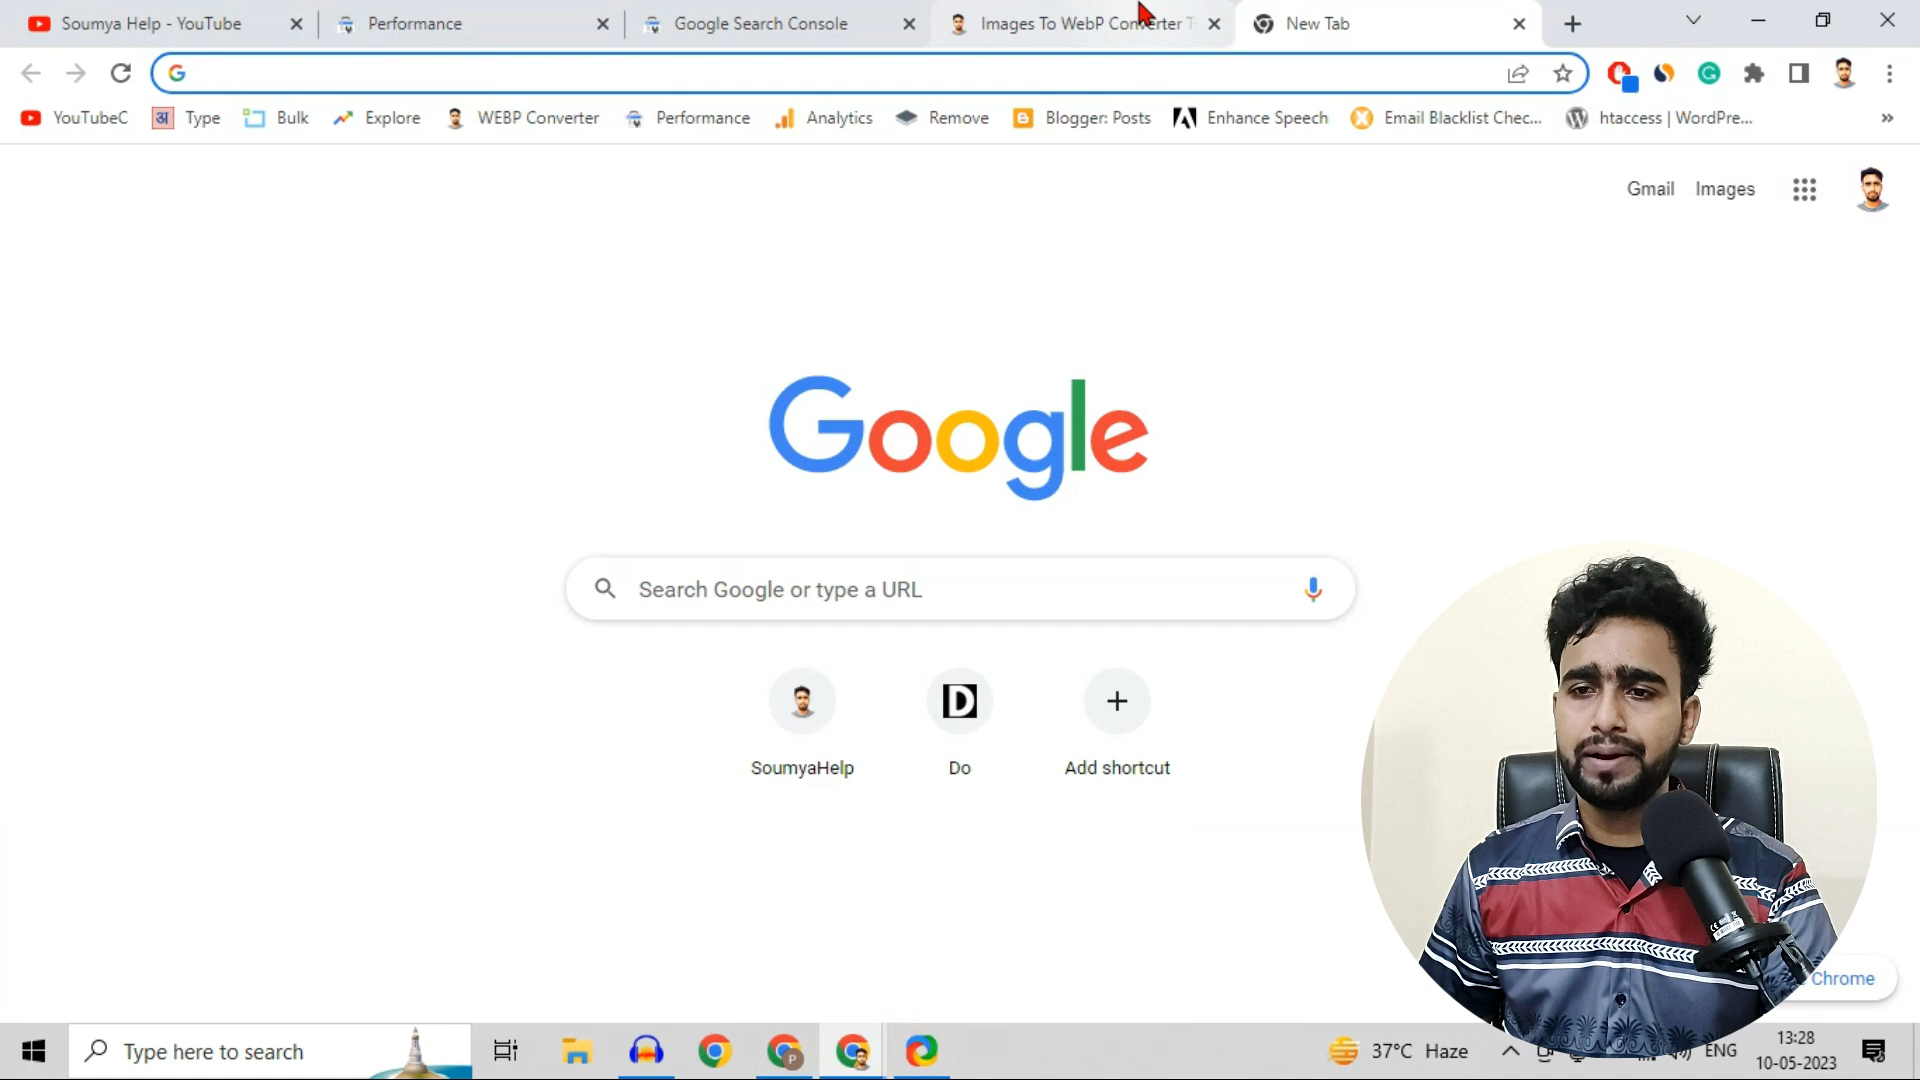 Soumya Help - YouTube
Performance
Google Search Console
Images To WebP Converter T
New Tab
YouTubeC
अ Type
Bulk
Explore
WEBP Converter
Performance
Analytics
Remove
Blogger: Posts
Enhance Speech
Email Blacklist Chec...
htaccess | WordPre...
»
Gmail
Images
Google
Search Google or type a URL
SoumyaHelp
D
Do
Add shortcut
Chrome
Type here to search
P
37°C Haze
ENG
13:28
10-05-2023